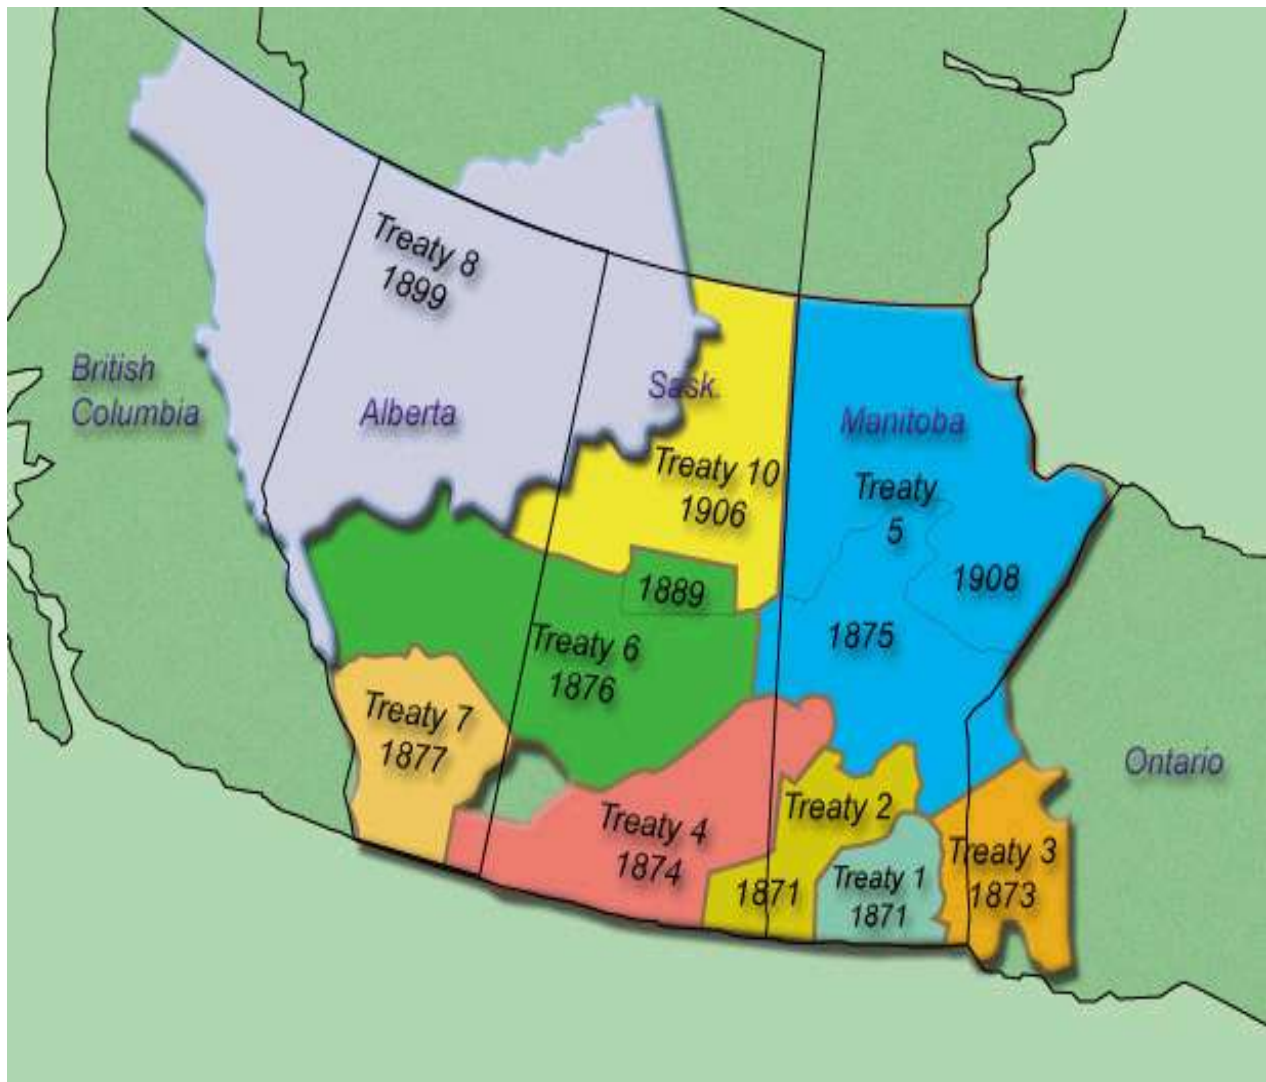 Treaty 8
1899
British
Columbia
Alberta
Sask.
Manitoba
Treaty 10
1906
Treaty
5
1908
1889
1875
Treaty 6
1876
Treaty 7
1877
Ontario
Treaty 2
Treaty 4
1874
Treaty 3
1873
1871
Treaty 1
1871